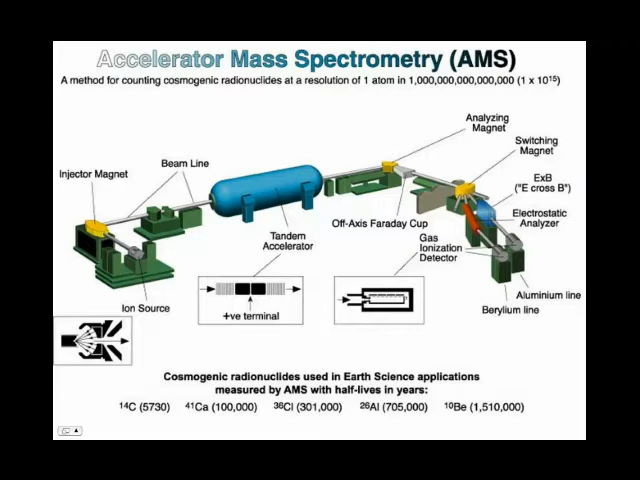 Accelerator Mass Spectrometry (AMS)
A method for counting cosmogenic radionuclides at a resolution of 1 atom in 1,000,000,000,000,000 (1 x 10¹⁵)
Analyzing
Magnet
Switching
Magnet
Beam Line
Injector Magnet
ExB
("E cross B")
Off-Axis Faraday Cup
Electrostatic
Analyzer
Tandem
Accelerator
Gas
Ionization
Detector
Aluminium line
Berylium line
Ion Source
+ve terminal
Cosmogenic radionuclides used in Earth Science applications
measured by AMS with half-lives in years:
¹⁴C (5730) ⁴¹Ca (100,000) ³⁶Cl (301,000) ²⁶Al (705,000) ¹⁰Be (1,510,000)